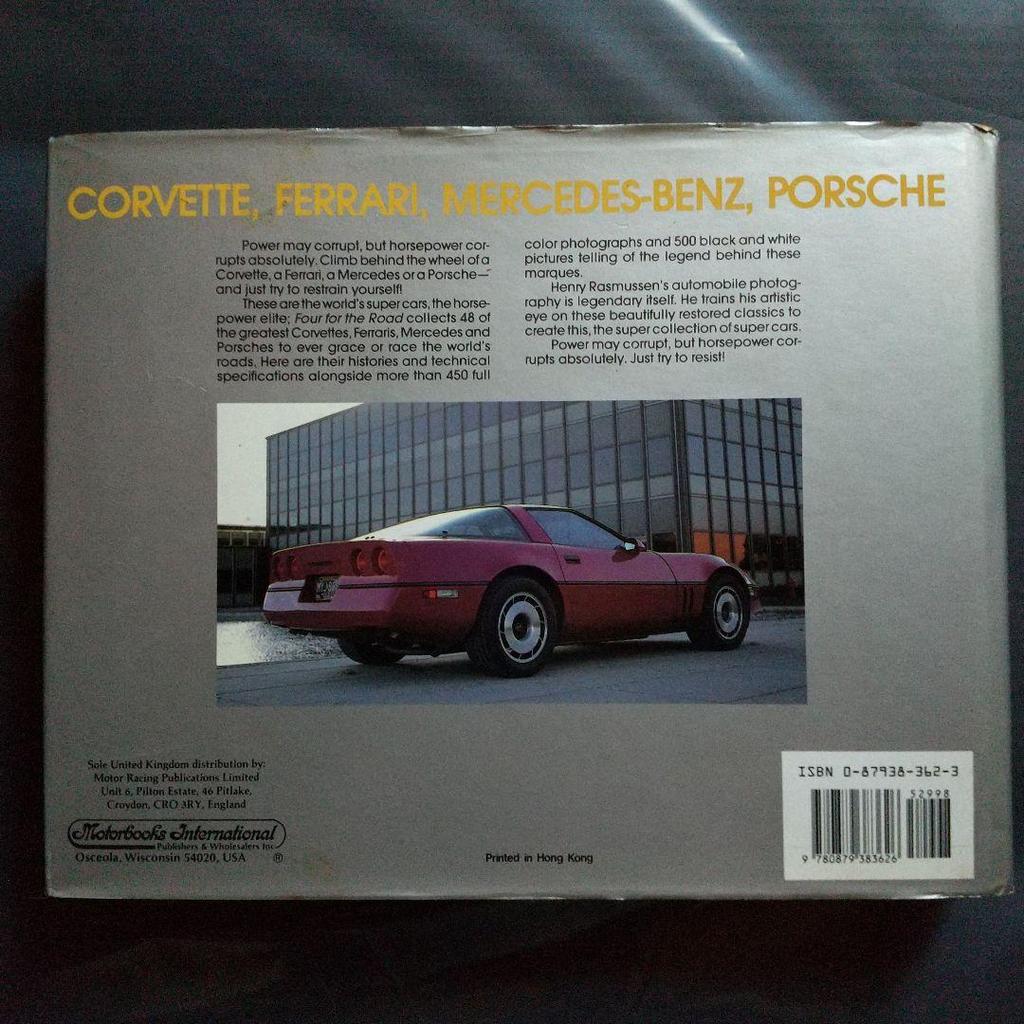 CORVETTE, FERRARI, MERCEDES-BENZ, PORSCHE
Power may corrupt, but horsepower cor-
rupts absolutely. Climb behind the wheel of a
Corvette, a Ferrari, a Mercedes or a Porsche—
and just try to restrain yourself!
These are the world's super cars, the horse-
power elite; Four for the Road collects 48 of
the greatest Corvettes, Ferraris, Mercedes and
Porsches to ever grace or race the world's
roads. Here are their histories and technical
specifications alongside more than 450 full
color photographs and 500 black and white
pictures telling of the legend behind these
marques.
Henry Rasmussen's automobile photog-
raphy is legendary itself. He trains his artistic
eye on these beautifully restored classics to
create this, the super collection of super cars.
Power may corrupt, but horsepower cor-
rupts absolutely. Just try to resist!
Sole United Kingdom distribution by:
Motor Racing Publications Limited
Unit 6, Pilton Estate, 46 Pitlake,
Croydon, CRO 3RY, England
Motorbooks International
Publishers & Wholesalers Inc
Osceola, Wisconsin 54020, USA ®
Printed in Hong Kong
ISBN 0-87938-362-3
52998
9 780879 383626